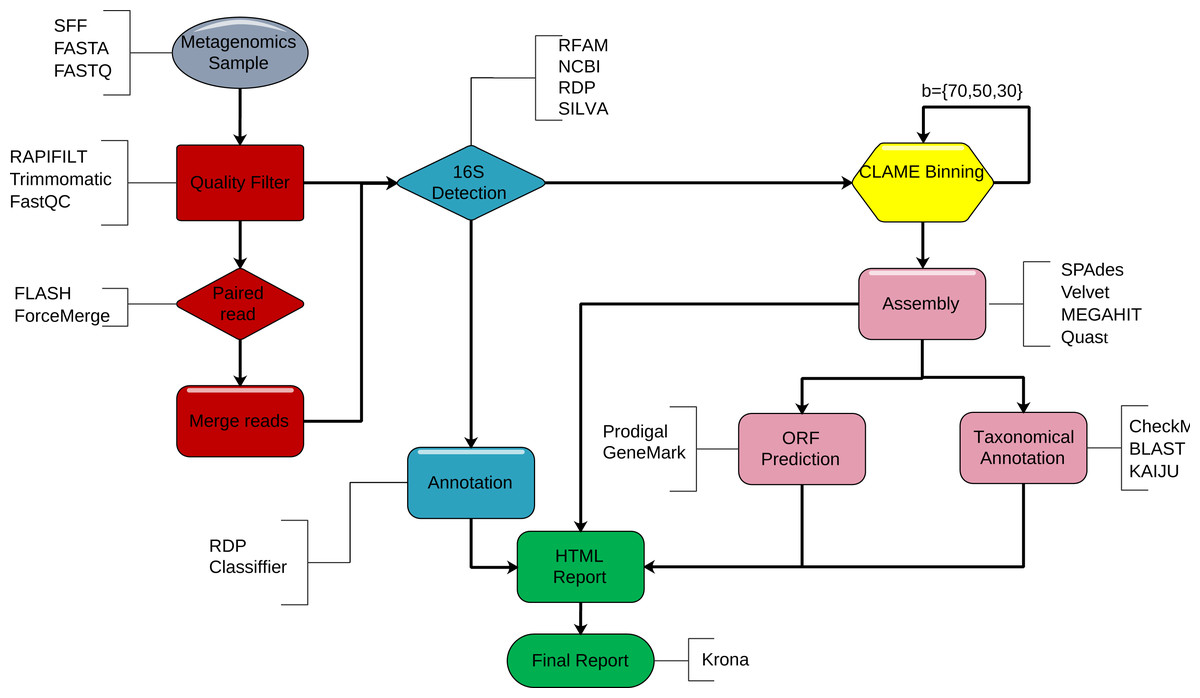 SFF
FASTA
FASTQ
Metagenomics
Sample
RFAM
NCBI
RDP
SILVA
b={70,50,30}
RAPIFILT
Trimmomatic
FastQC
Quality Filter
16S
Detection
CLAME Binning
FLASH
ForceMerge
Paired
read
Assembly
SPAdes
Velvet
MEGAHIT
Quast
Merge reads
Prodigal
GeneMark
ORF
Prediction
Taxonomical
Annotation
CheckM
BLAST
KAIJU
Annotation
RDP
Classiffier
HTML
Report
Final Report
Krona